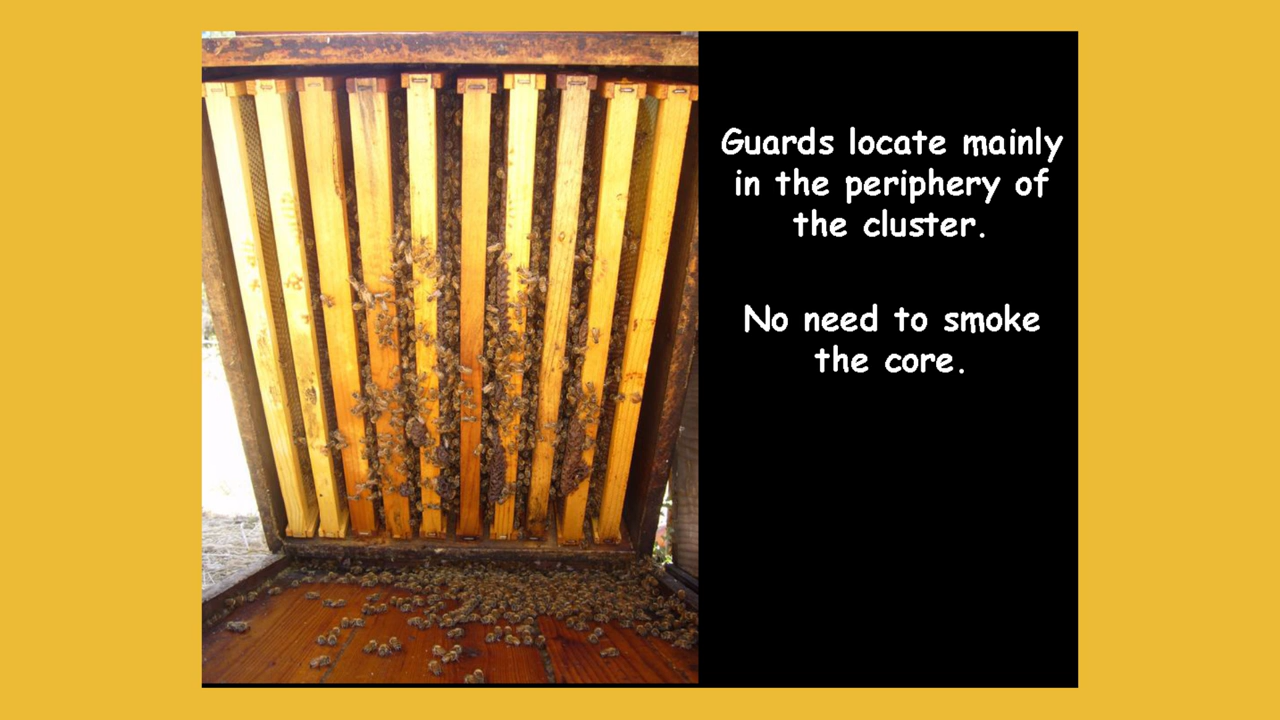 Guards locate mainly
in the periphery of
the cluster.
No need to smoke
the core.